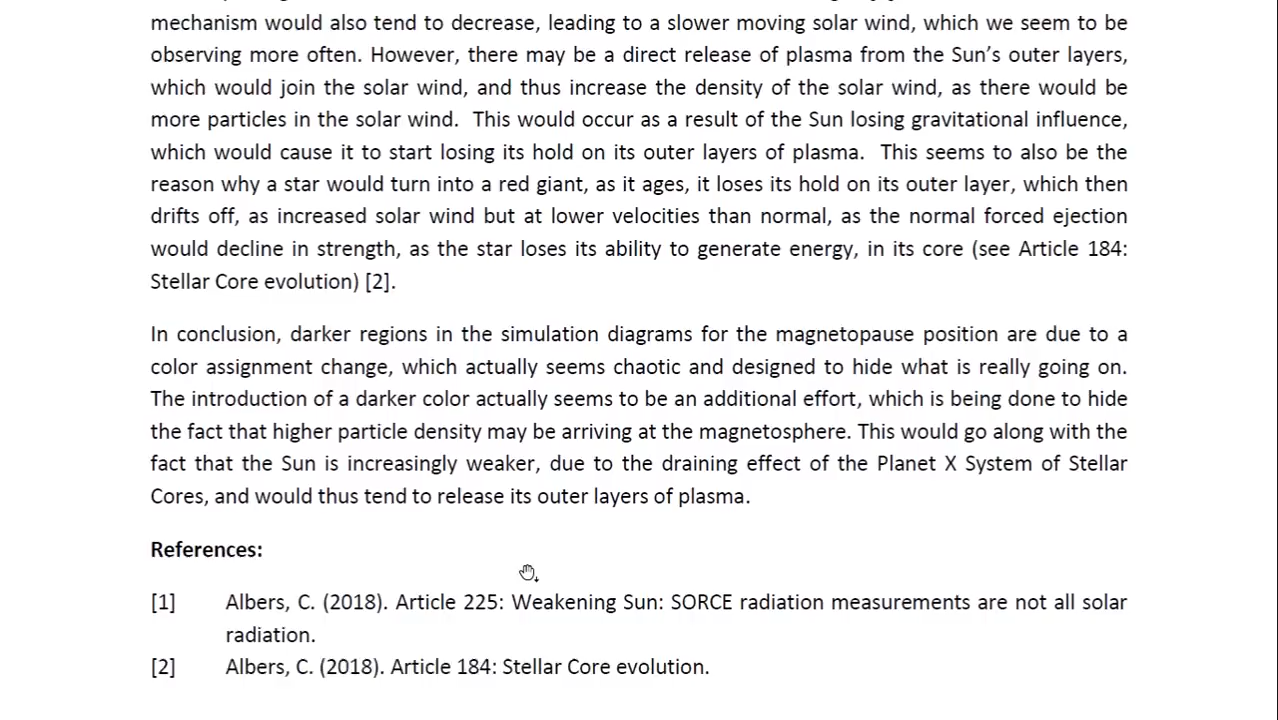 mechanism would also tend to decrease, leading to a slower moving solar wind, which we seem to be
observing more often. However, there may be a direct release of plasma from the Sun’s outer layers,
which would join the solar wind, and thus increase the density of the solar wind, as there would be
more particles in the solar wind.  This would occur as a result of the Sun losing gravitational influence,
which would cause it to start losing its hold on its outer layers of plasma.  This seems to also be the
reason why a star would turn into a red giant, as it ages, it loses its hold on its outer layer, which then
drifts off, as increased solar wind but at lower velocities than normal, as the normal forced ejection
would decline in strength, as the star loses its ability to generate energy, in its core (see Article 184:
Stellar Core evolution) [2].
In conclusion, darker regions in the simulation diagrams for the magnetopause position are due to a
color assignment change, which actually seems chaotic and designed to hide what is really going on.
The introduction of a darker color actually seems to be an additional effort, which is being done to hide
the fact that higher particle density may be arriving at the magnetosphere. This would go along with the
fact that the Sun is increasingly weaker, due to the draining effect of the Planet X System of Stellar
Cores, and would thus tend to release its outer layers of plasma.
References:
[1] Albers, C. (2018). Article 225: Weakening Sun: SORCE radiation measurements are not all solar
radiation.
[2] Albers, C. (2018). Article 184: Stellar Core evolution.